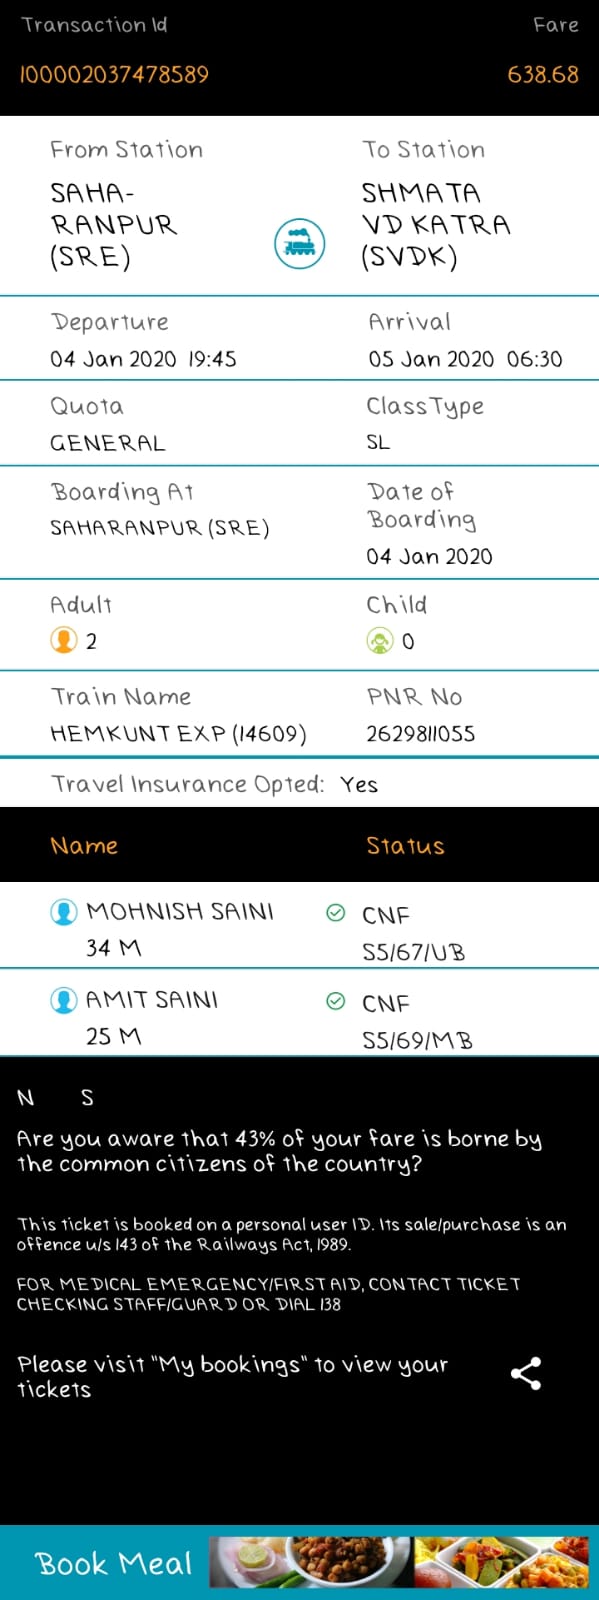 Transaction Id Fare
100002037478589 638.68
From Station To Station
SAHA- SHMATA
RANPUR VD KATRA
(SRE) (SVDK)
Departure Arrival
04 Jan 2020 19:45 05 Jan 2020 06:30
Quota ClassType
GENERAL SL
Boarding At Date of
Boarding
SAHARANPUR (SRE)
04 Jan 2020
Adult Child
2 0
Train Name PNR No
HEMKUNT EXP (14609) 2629811055
Travel Insurance Opted: Yes
Name Status
MOHNISH SAINI CNF
34 M S5/67/UB
AMIT SAINI CNF
25 M S5/69/MB
N S
Are you aware that 43% of your fare is borne by
the common citizens of the country?
This ticket is booked on a personal user ID. Its sale/purchase is an
offence u/s 143 of the Railways Act, 1989.
FOR MEDICAL EMERGENCY/FIRST AID, CONTACT TICKET
CHECKING STAFF/GUARD OR DIAL 138
Please visit "My bookings" to view your
tickets
Book Meal